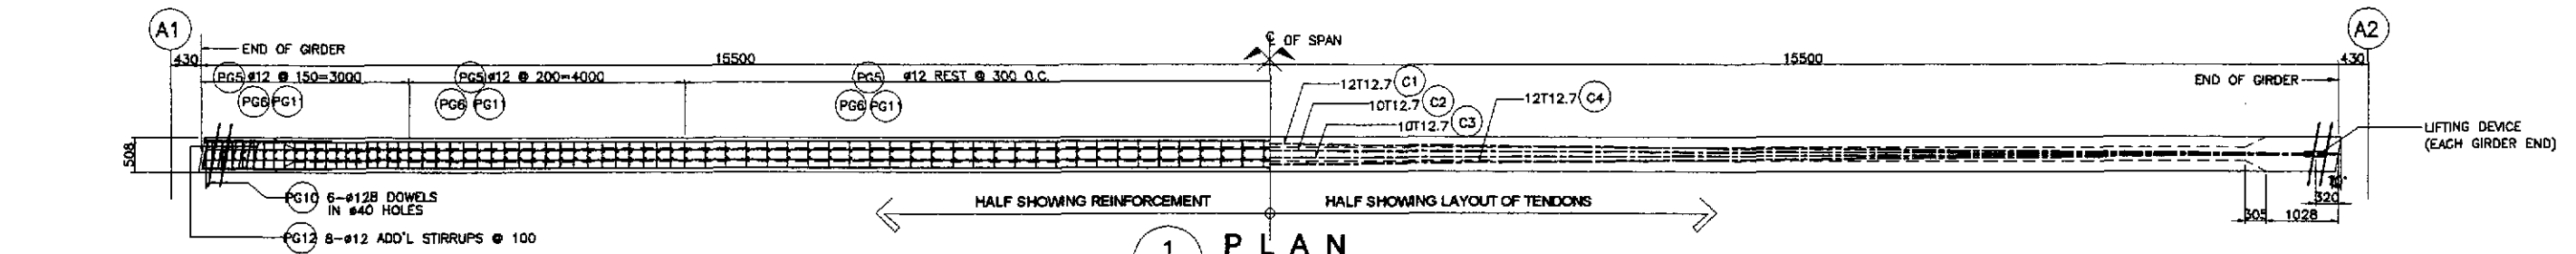 A1
A2
END OF GIRDER
℄ OF SPAN
430
15500
15500
430
PG5 ø12 @ 150=3000
PG5 ø12 @ 200=4000
PG5 ø12 REST @ 300 O.C.
END OF GIRDER
PG6 PG11
PG6 PG11
PG6 PG11
12T12.7 C1
10T12.7 C2
10T12.7 C3
12T12.7 C4
508
LIFTING DEVICE
(EACH GIRDER END)
PG10 6-ø128 DOWELS
IN ø40 HOLES
HALF SHOWING REINFORCEMENT
HALF SHOWING LAYOUT OF TENDONS
320
305
1028
PG12 8-ø12 ADD'L STIRRUPS @ 100
1 PLAN